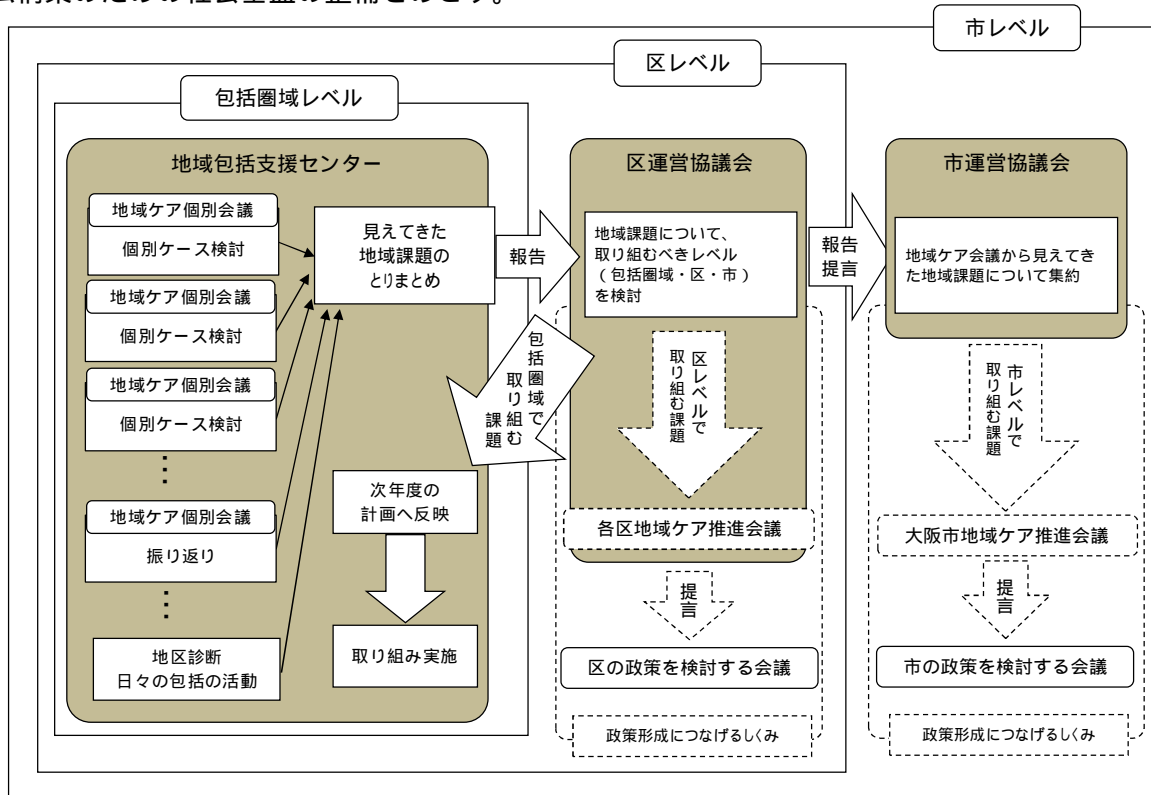 市レベル
区レベル
包括圏域レベル
地域包括支援センター
地域ケア個別会議
個別ケース検討
地域ケア個別会議
個別ケース検討
地域ケア個別会議
個別ケース検討
地域ケア個別会議
振り返り
地区診断
日々の包括の活動
見えてきた
地域課題の
とりまとめ
報告
包括圏域で
取り組む
課題
次年度の
計画へ反映
取り組み実施
区運営協議会
地域課題について、
取り組むべきレベル
(包括圏域・区・市)
を検討
区レベルで
取り組む課題
各区地域ケア推進会議
提言
区の政策を検討する会議
政策形成につなげるしくみ
報告
提言
市運営協議会
地域ケア会議から見えてき
た地域課題について集約
市レベルで
取り組む課題
大阪市地域ケア推進会議
提言
市の政策を検討する会議
政策形成につなげるしくみ